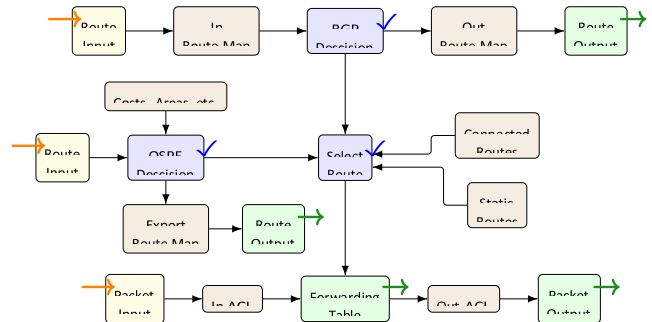 Route
Input
In
Route Map
BGP
Descision
Out
Route Map
Route
Output
Costs, Areas, etc.
Route
Input
OSPF
Descision
Select
Route
Connected
Routes
Static
Routes
Export
Route Map
Route
Output
Packet
Input
In ACL
Forwarding
Table
Out ACL
Packet
Output